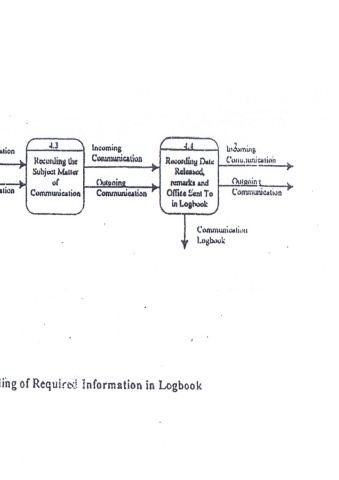 ation
ation
4.3
Recording the
Subject Matter
of
Communication
Incoming
Communication
Outgoing
Communication
4.4
Recording Date
Released,
remarks and
Office Sent To
in Logbook
Incoming
Communication
Outgoing
Communication
Communication
Logbook
ling of Required Information in Logbook